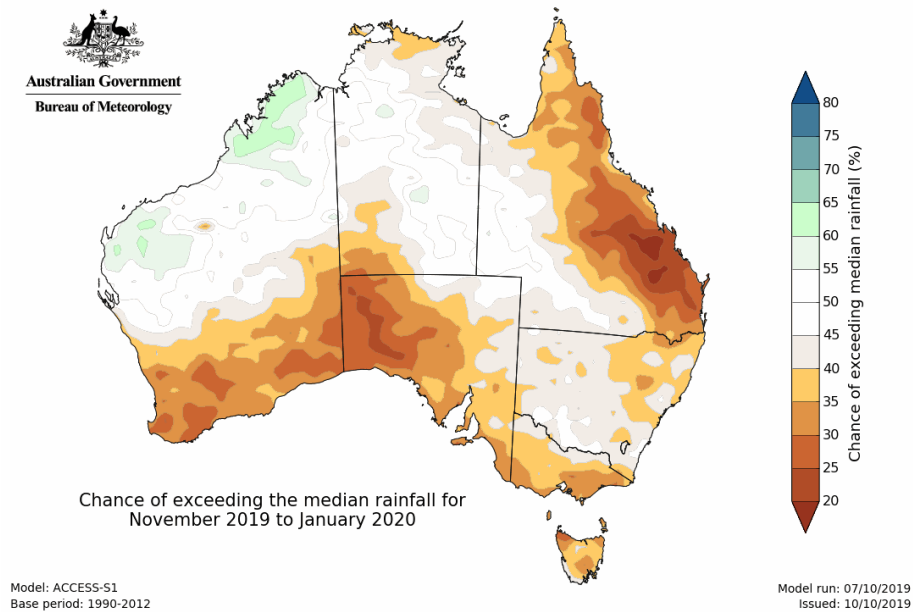 Australian Government
Bureau of Meteorology
80
75
70
65
60
55
50
45
40
35
30
25
20
Chance of exceeding median rainfall (%)
Chance of exceeding the median rainfall for
November 2019 to January 2020
Model: ACCESS-S1
Base period: 1990-2012
Model run: 07/10/2019
Issued: 10/10/2019